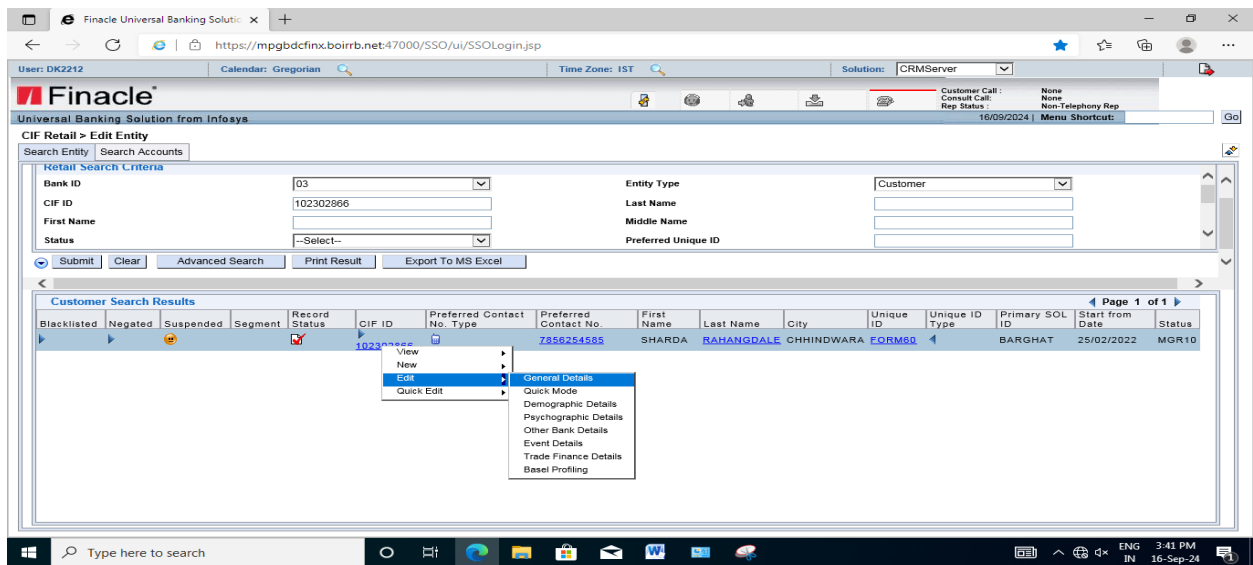 Finacle Universal Banking Solutio
https://mpgbdcfinx.boirrb.net:47000/SSO/ui/SSOLogin.jsp
User: DK2212 Calendar: Gregorian Time Zone: IST Solution: CRMServer
Finacle
Customer Call : None
Consult Call: None
Rep Status : Non-Telephony Rep
Universal Banking Solution from Infosys 16/09/2024 | Menu Shortcut: Go
CIF Retail > Edit Entity
Search Entity Search Accounts
Retail Search Criteria
Bank ID 03 Entity Type Customer
CIF ID 102302866 Last Name
First Name Middle Name
Status --Select-- Preferred Unique ID
Submit Clear Advanced Search Print Result Export To MS Excel
Customer Search Results Page 1 of 1
Blacklisted Negated Suspended Segment Record Status CIF ID Preferred Contact No. Type Preferred Contact No. First Name Last Name City Unique ID Unique ID Type Primary SOL ID Start from Date Status
102302866 7856254585 SHARDA RAHANGDALE CHHINDWARA FORM60 BARGHAT 25/02/2022 MGR10
View
New
Edit
Quick Edit
General Details
Quick Mode
Demographic Details
Psychographic Details
Other Bank Details
Event Details
Trade Finance Details
Basel Profiling
Type here to search
ENG 3:41 PM
IN 16-Sep-24
1